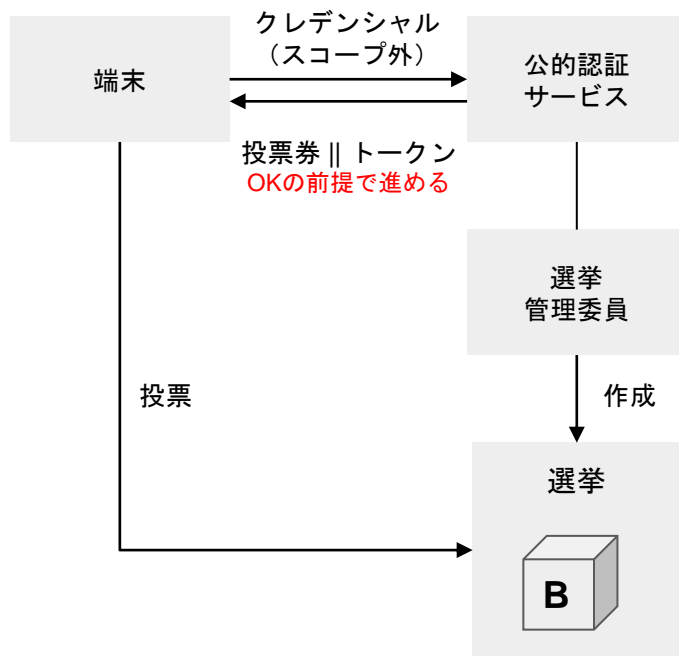 クレデンシャル
（スコープ外）
端末
公的認証
サービス
投票券 || トークン
OKの前提で進める
選挙
管理委員
投票
作成
選挙
B